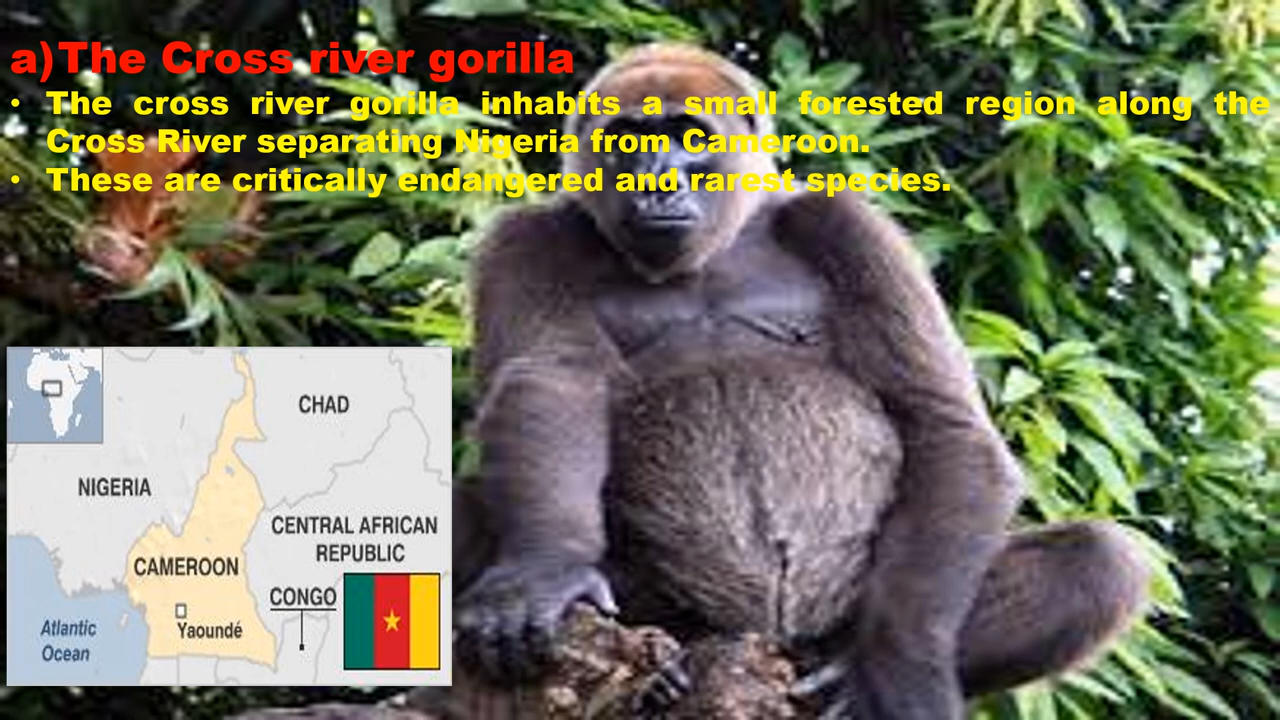 a)The Cross river gorilla
• The cross river gorilla inhabits a small forested region along the
Cross River separating Nigeria from Cameroon.
• These are critically endangered and rarest species.
CHAD
NIGERIA
CENTRAL AFRICAN
REPUBLIC
CAMEROON
CONGO
Yaoundé
Atlantic
Ocean